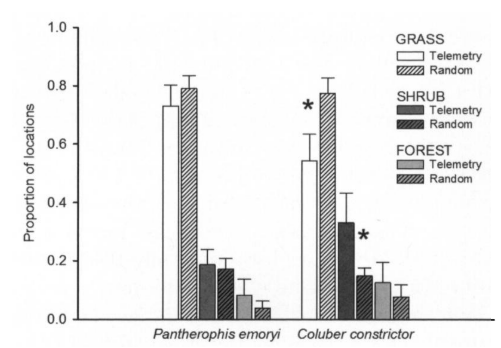 1.0
0.8
0.6
0.4
0.2
0.0
Proportion of locations
GRASS
Telemetry
Random
SHRUB
Telemetry
Random
FOREST
Telemetry
Random
*
*
Pantherophis emoryi
Coluber constrictor